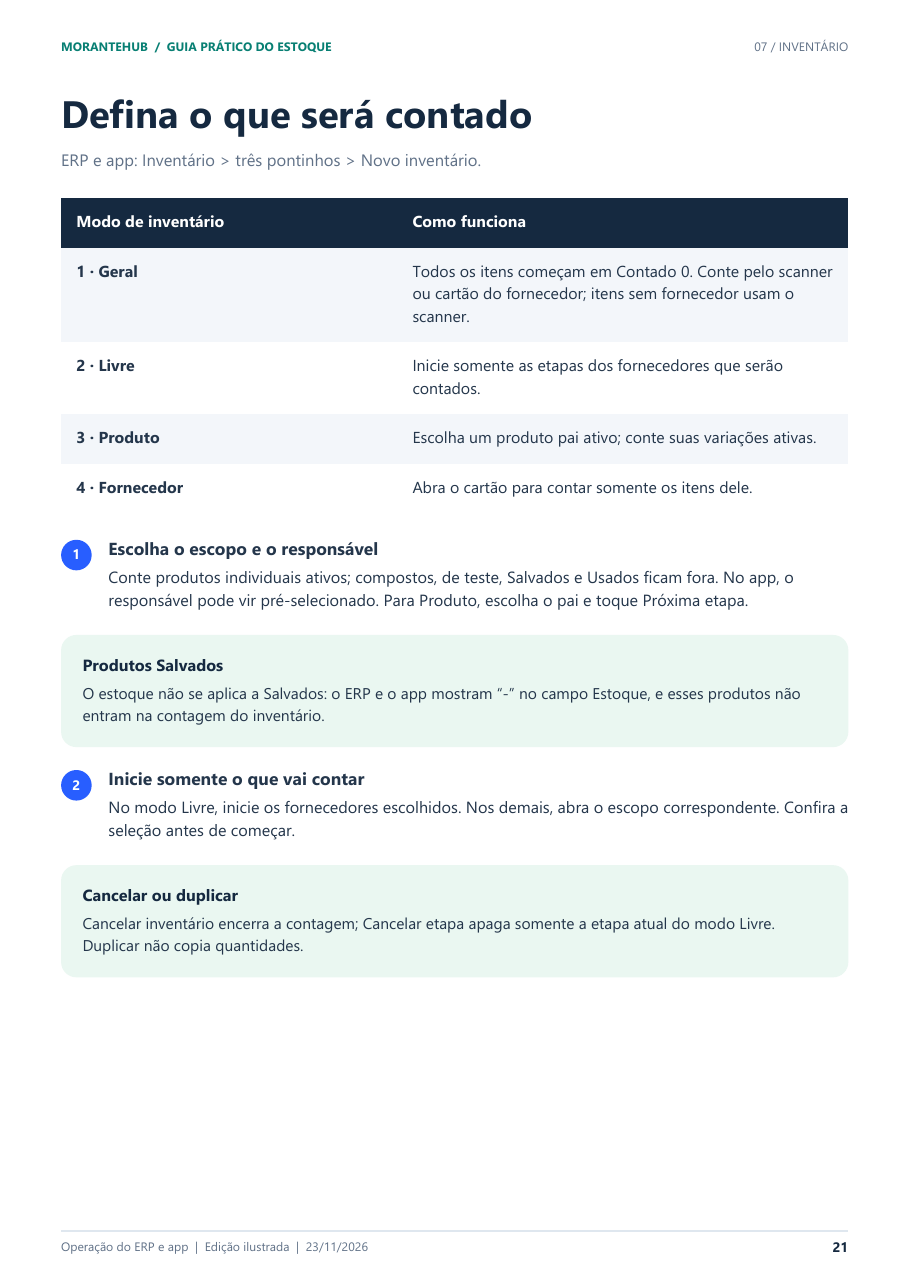 MORANTEHUB / GUIA PRÁTICO DO ESTOQUE
07 / INVENTÁRIO
Defina o que será contado
ERP e app: Inventário > três pontinhos > Novo inventário.
Modo de inventário
Como funciona
1 · Geral
Todos os itens começam em Contado 0. Conte pelo scanner
ou cartão do fornecedor; itens sem fornecedor usam o
scanner.
2 · Livre
Inicie somente as etapas dos fornecedores que serão
contados.
3 · Produto
Escolha um produto pai ativo; conte suas variações ativas.
4 · Fornecedor
Abra o cartão para contar somente os itens dele.
1
Escolha o escopo e o responsável
Conte produtos individuais ativos; compostos, de teste, Salvados e Usados ficam fora. No app, o
responsável pode vir pré-selecionado. Para Produto, escolha o pai e toque Próxima etapa.
Produtos Salvados
O estoque não se aplica a Salvados: o ERP e o app mostram “-” no campo Estoque, e esses produtos não
entram na contagem do inventário.
2
Inicie somente o que vai contar
No modo Livre, inicie os fornecedores escolhidos. Nos demais, abra o escopo correspondente. Confira a
seleção antes de começar.
Cancelar ou duplicar
Cancelar inventário encerra a contagem; Cancelar etapa apaga somente a etapa atual do modo Livre.
Duplicar não copia quantidades.
Operação do ERP e app | Edição ilustrada | 23/11/2026
21